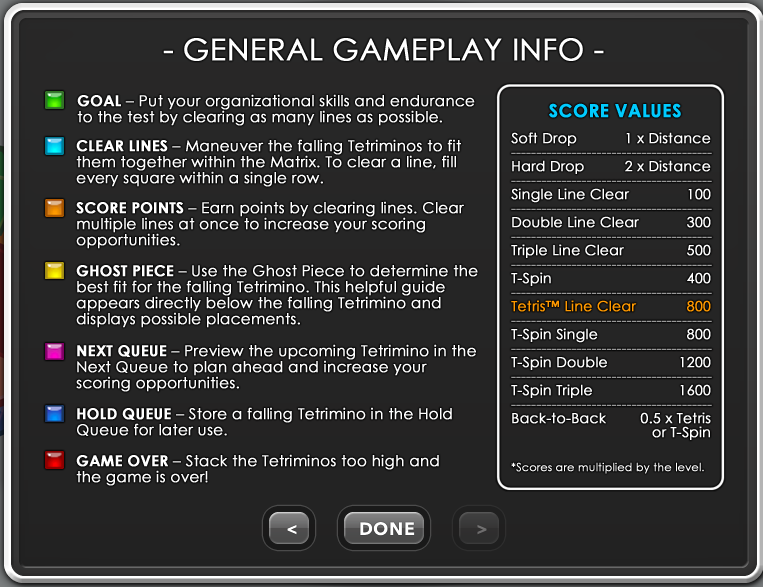 - GENERAL GAMEPLAY INFO -
GOAL – Put your organizational skills and endurance
to the test by clearing as many lines as possible.
CLEAR LINES – Maneuver the falling Tetriminos to fit
them together within the Matrix. To clear a line, fill
every square within a single row.
SCORE POINTS – Earn points by clearing lines. Clear
multiple lines at once to increase your scoring
opportunities.
GHOST PIECE – Use the Ghost Piece to determine the
best fit for the falling Tetrimino. This helpful guide
appears directly below the falling Tetrimino and
displays possible placements.
NEXT QUEUE – Preview the upcoming Tetrimino in the
Next Queue to plan ahead and increase your
scoring opportunities.
HOLD QUEUE – Store a falling Tetrimino in the Hold
Queue for later use.
GAME OVER – Stack the Tetriminos too high and
the game is over!
SCORE VALUES
Soft Drop 1 x Distance
Hard Drop 2 x Distance
Single Line Clear 100
Double Line Clear 300
Triple Line Clear 500
T-Spin 400
Tetris™ Line Clear 800
T-Spin Single 800
T-Spin Double 1200
T-Spin Triple 1600
Back-to-Back 0.5 x Tetris
or T-Spin
*Scores are multiplied by the level.
< DONE >